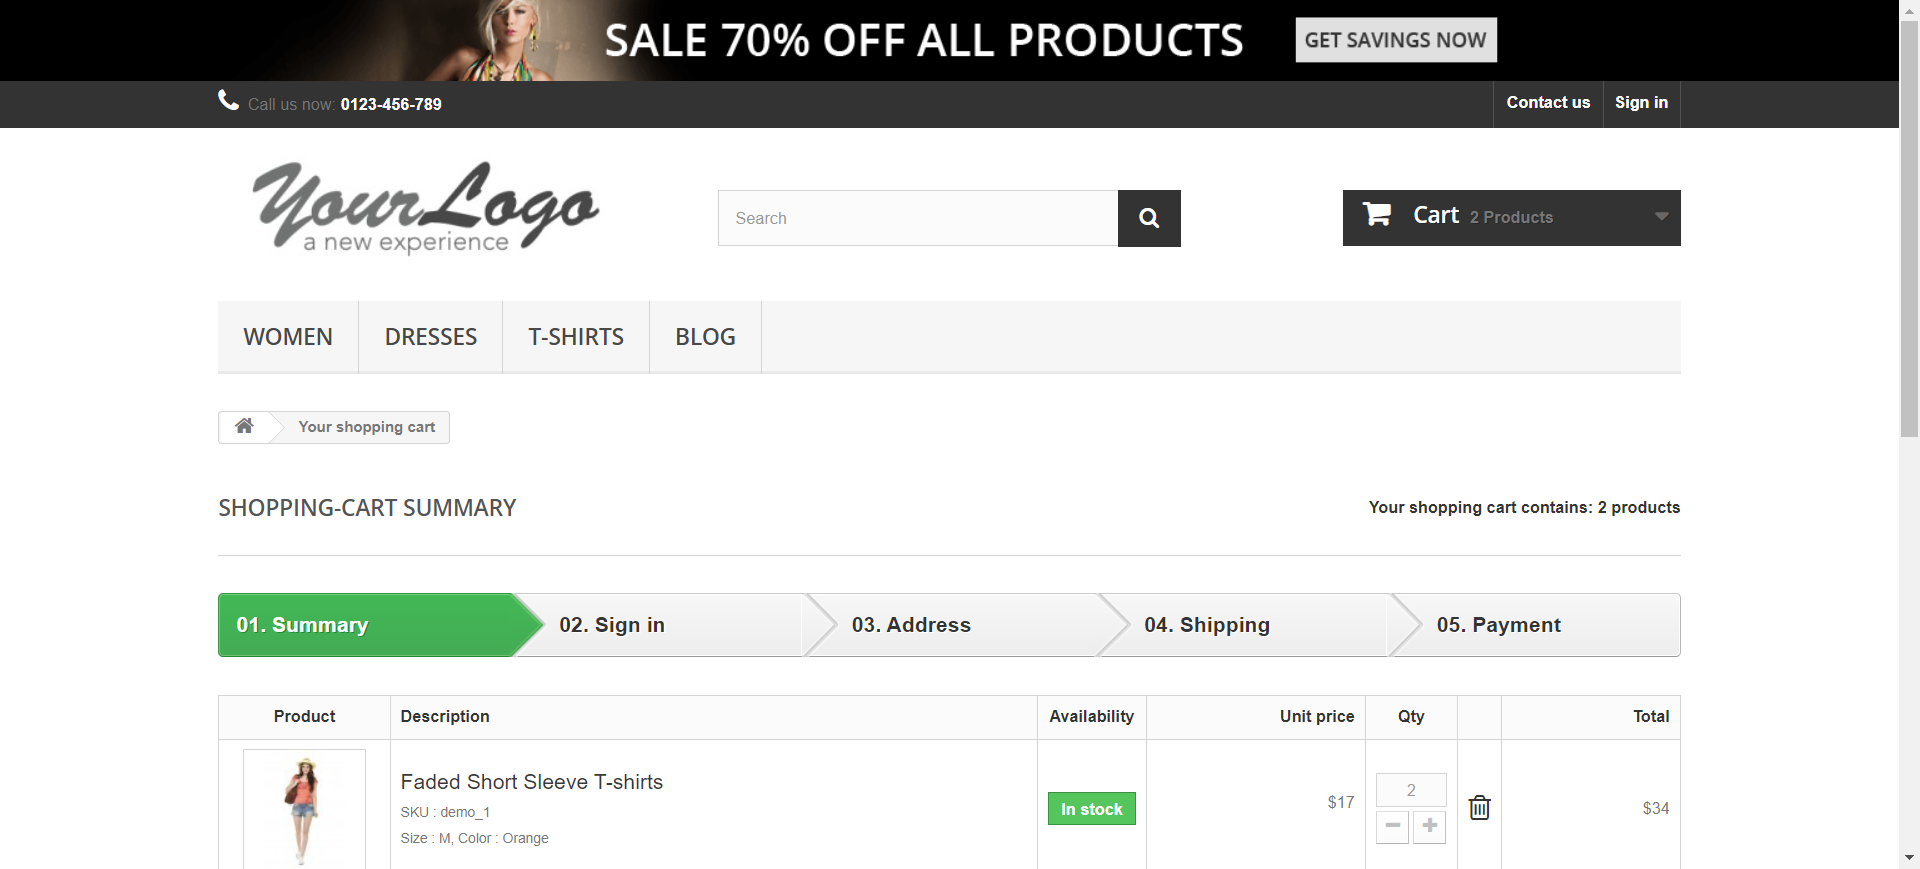 SALE 70% OFF ALL PRODUCTS GET SAVINGS NOW
Call us now: 0123-456-789 Contact us Sign in
Your Logo
a new experience
Search
Cart 2 Products
WOMEN DRESSES T-SHIRTS BLOG
Your shopping cart
SHOPPING-CART SUMMARY Your shopping cart contains: 2 products
01. Summary 02. Sign in 03. Address 04. Shipping 05. Payment
Product Description Availability Unit price Qty Total
Faded Short Sleeve T-shirts
SKU : demo_1
Size : M, Color : Orange
In stock
$17
2
$34